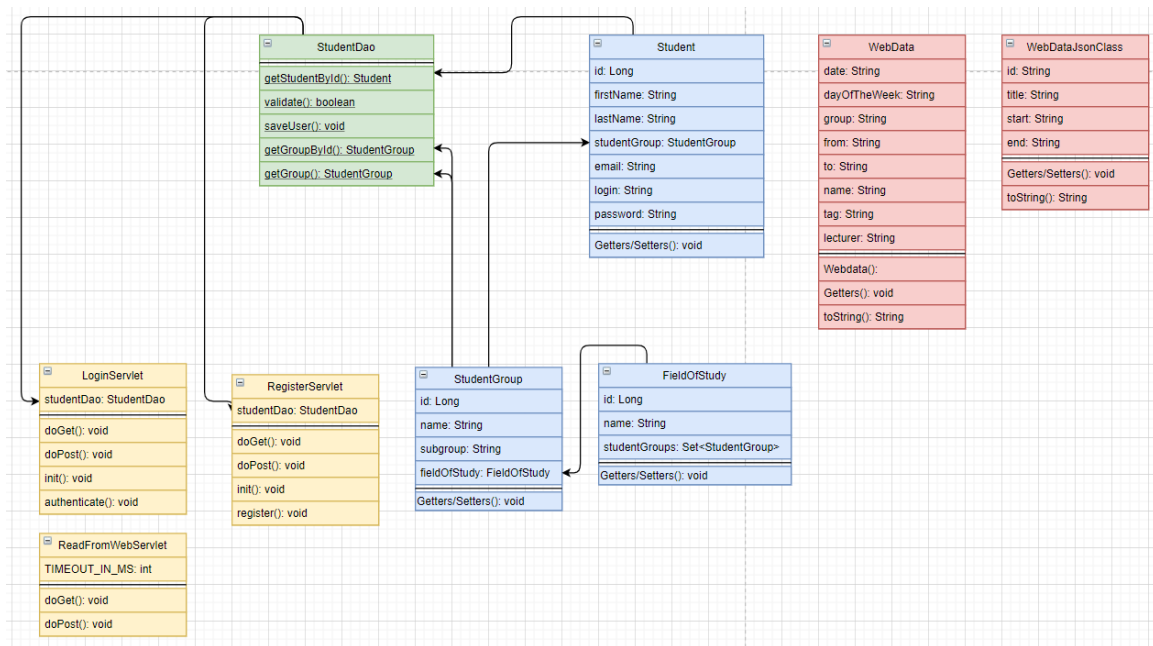 StudentDao
getStudentById(): Student
validate(): boolean
saveUser(): void
getGroupById(): StudentGroup
getGroup(): StudentGroup
Student
id: Long
firstName: String
lastName: String
studentGroup: StudentGroup
email: String
login: String
password: String
Getters/Setters(): void
WebData
date: String
dayOfTheWeek: String
group: String
from: String
to: String
name: String
tag: String
lecturer: String
Webdata():
Getters(): void
toString(): String
WebDataJsonClass
id: String
title: String
start: String
end: String
Getters/Setters(): void
toString(): String
LoginServlet
studentDao: StudentDao
doGet(): void
doPost(): void
init(): void
authenticate(): void
RegisterServlet
studentDao: StudentDao
doGet(): void
doPost(): void
init(): void
register(): void
StudentGroup
id: Long
name: String
subgroup: String
fieldOfStudy: FieldOfStudy
Getters/Setters(): void
FieldOfStudy
id: Long
name: String
studentGroups: Set<StudentGroup>
Getters/Setters(): void
ReadFromWebServlet
TIMEOUT_IN_MS: int
doGet(): void
doPost(): void